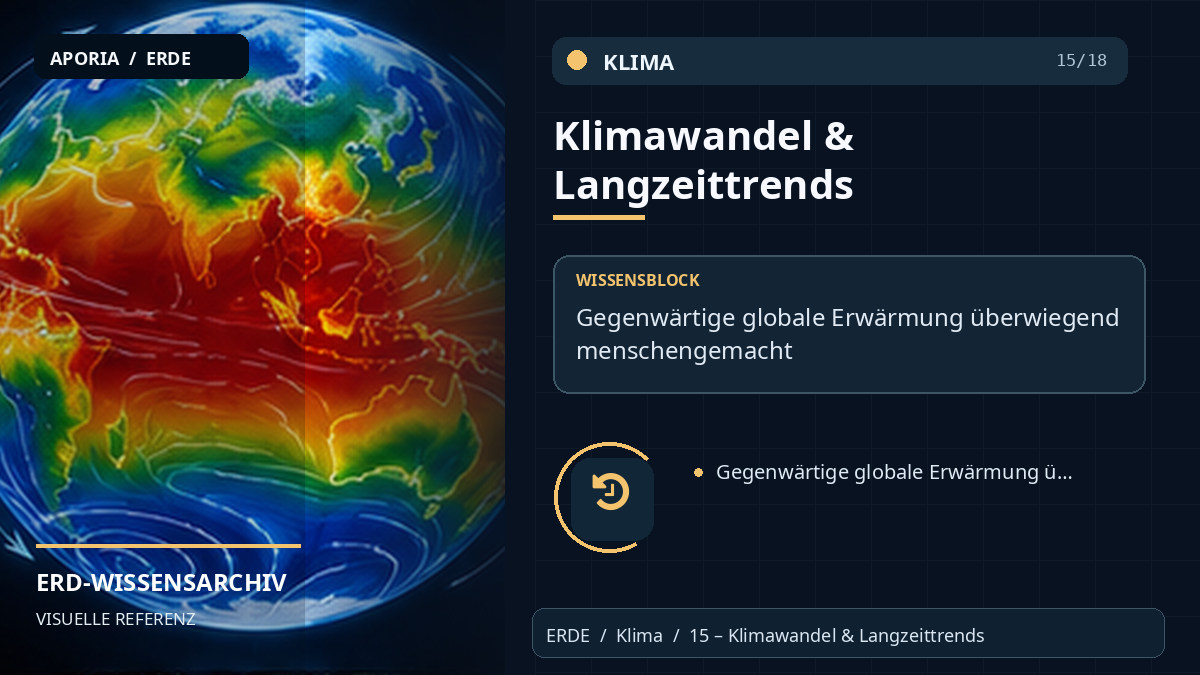 APORIA / ERDE
KLIMA
15/18
Klimawandel &
Langzeittrends
WISSENSBLOCK
Gegenwärtige globale Erwärmung überwiegend
menschengemacht
Gegenwärtige globale Erwärmung ü...
ERD-WISSENSARCHIV
VISUELLE REFERENZ
ERDE / Klima / 15 – Klimawandel & Langzeittrends